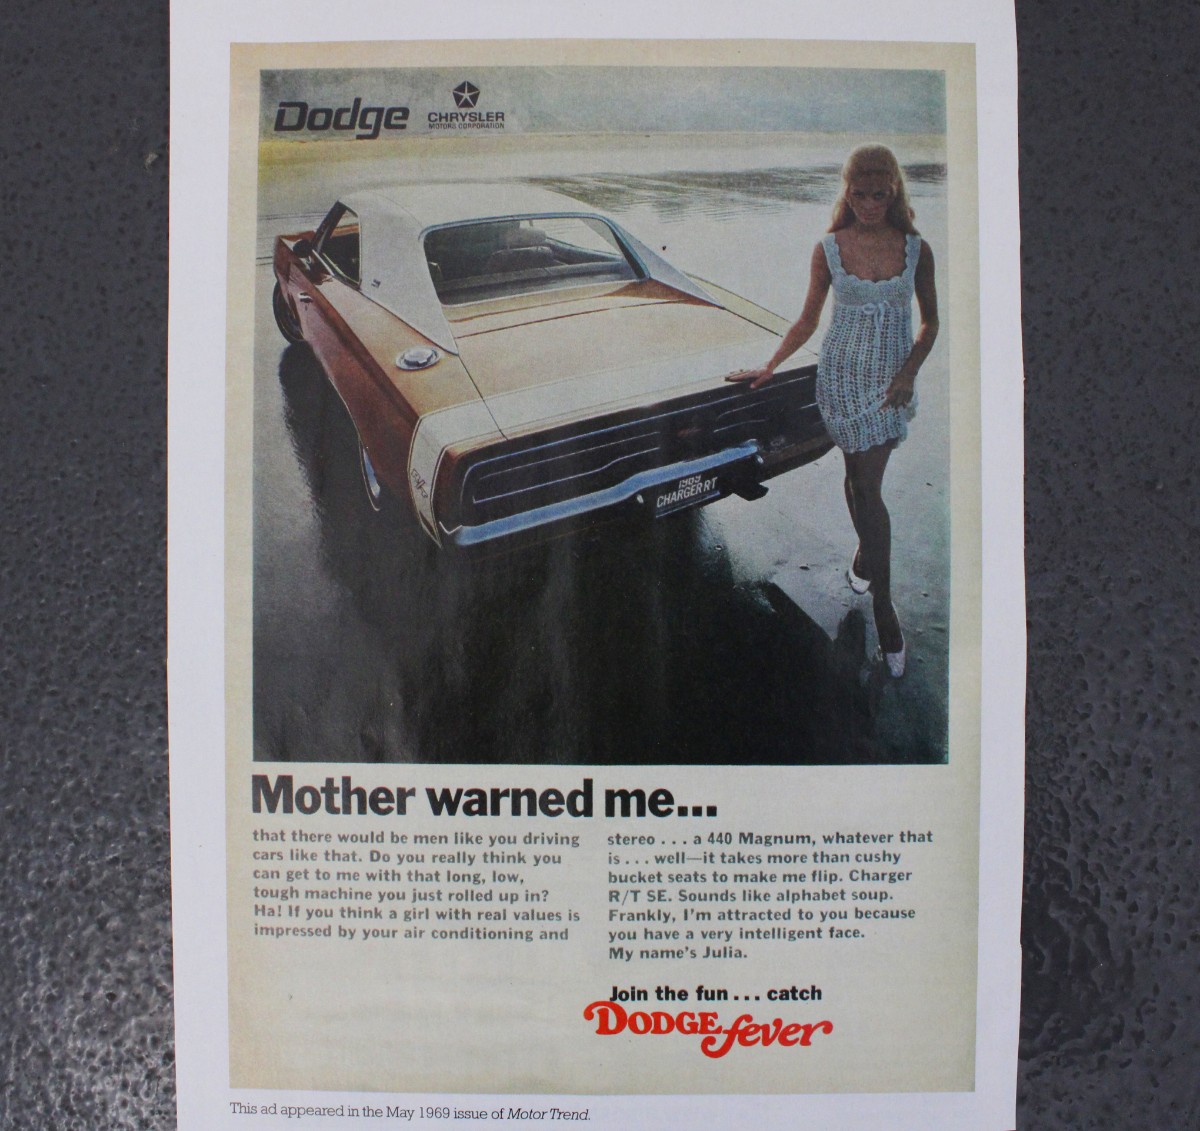 Dodge
CHRYSLER
MOTORS CORPORATION
1969
CHARGER R/T
Mother warned me...
that there would be men like you driving
cars like that. Do you really think you
can get to me with that long, low,
tough machine you just rolled up in?
Ha! If you think a girl with real values is
impressed by your air conditioning and
stereo . . . a 440 Magnum, whatever that
is . . . well—it takes more than cushy
bucket seats to make me flip. Charger
R/T SE. Sounds like alphabet soup.
Frankly, I'm attracted to you because
you have a very intelligent face.
My name's Julia.
Join the fun . . . catch
DODGE fever
This ad appeared in the May 1969 issue of Motor Trend.